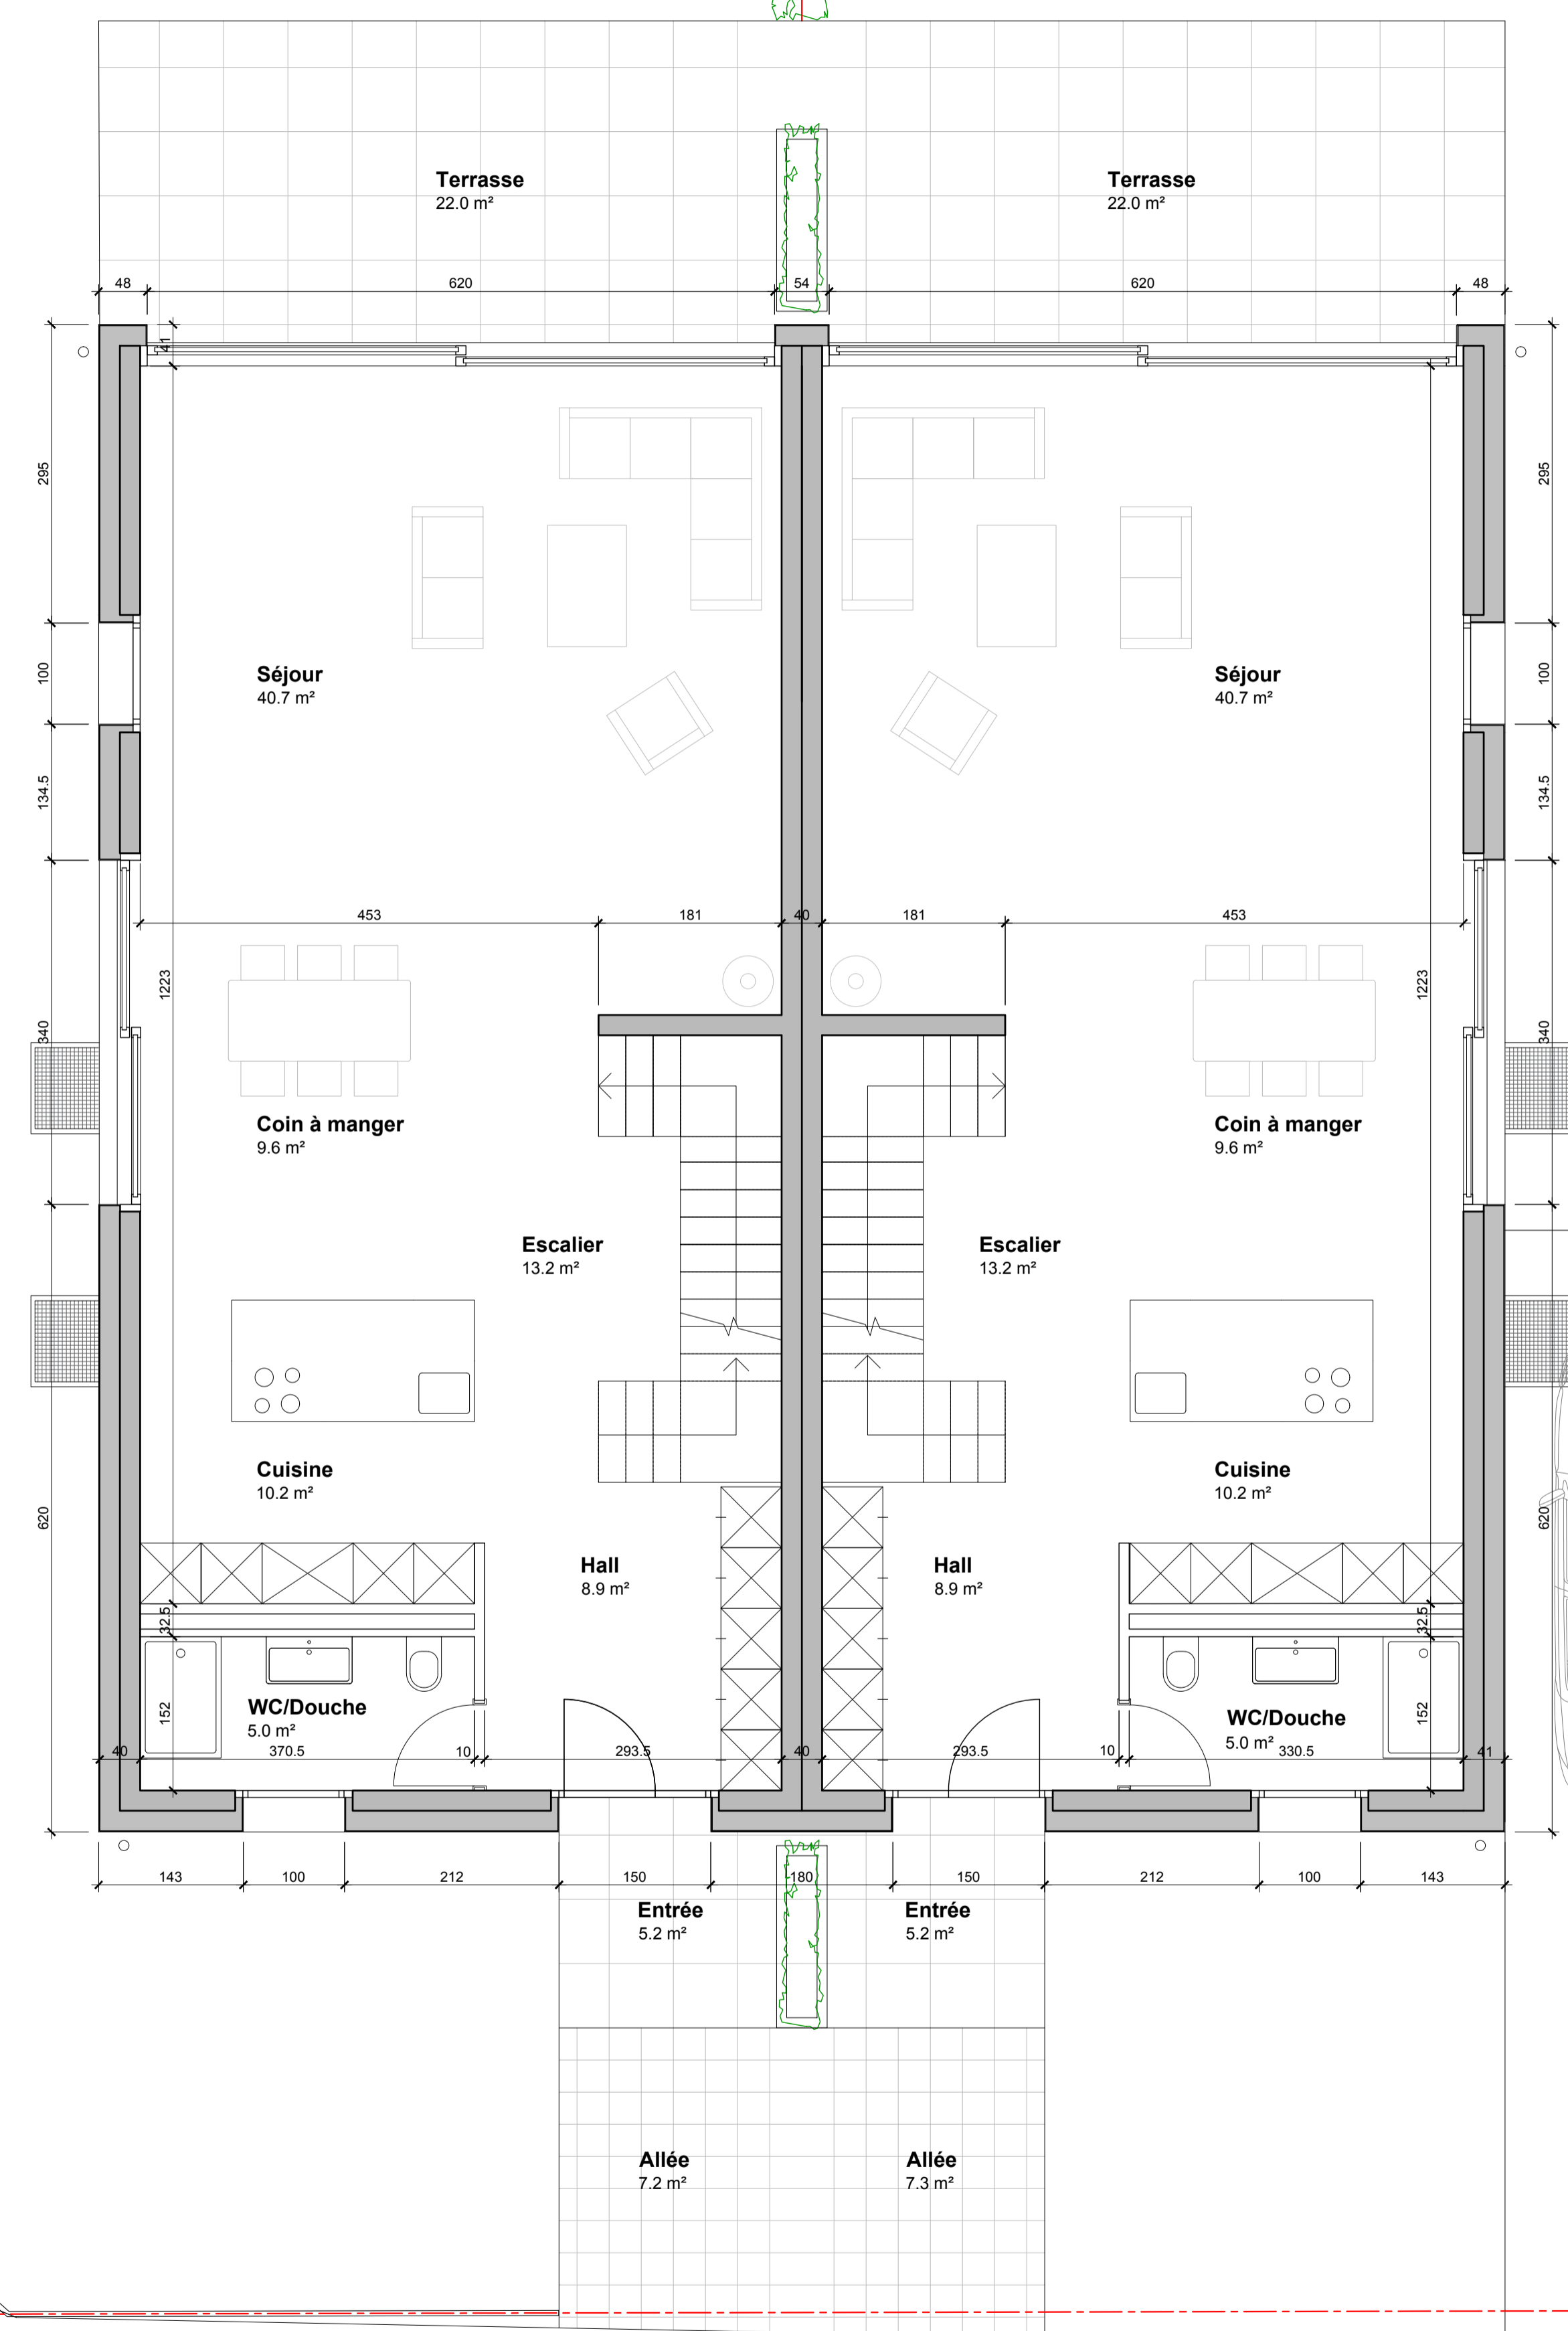 Terrasse
22.0 m²
Terrasse
22.0 m²
48
620
54
620
48
41
295
295
Séjour
40.7 m²
Séjour
40.7 m²
100
100
134.5
134.5
453
181
40
181
453
1223
1223
340
340
Coin à manger
9.6 m²
Coin à manger
9.6 m²
Escalier
13.2 m²
Escalier
13.2 m²
Cuisine
10.2 m²
Cuisine
10.2 m²
620
620
Hall
8.9 m²
Hall
8.9 m²
32.5
32.5
WC/Douche
5.0 m²
WC/Douche
5.0 m²
152
152
40
370.5
10
293.5
40
293.5
10
330.5
41
143
100
212
150
180
150
212
100
143
Entrée
5.2 m²
Entrée
5.2 m²
Allée
7.2 m²
Allée
7.3 m²